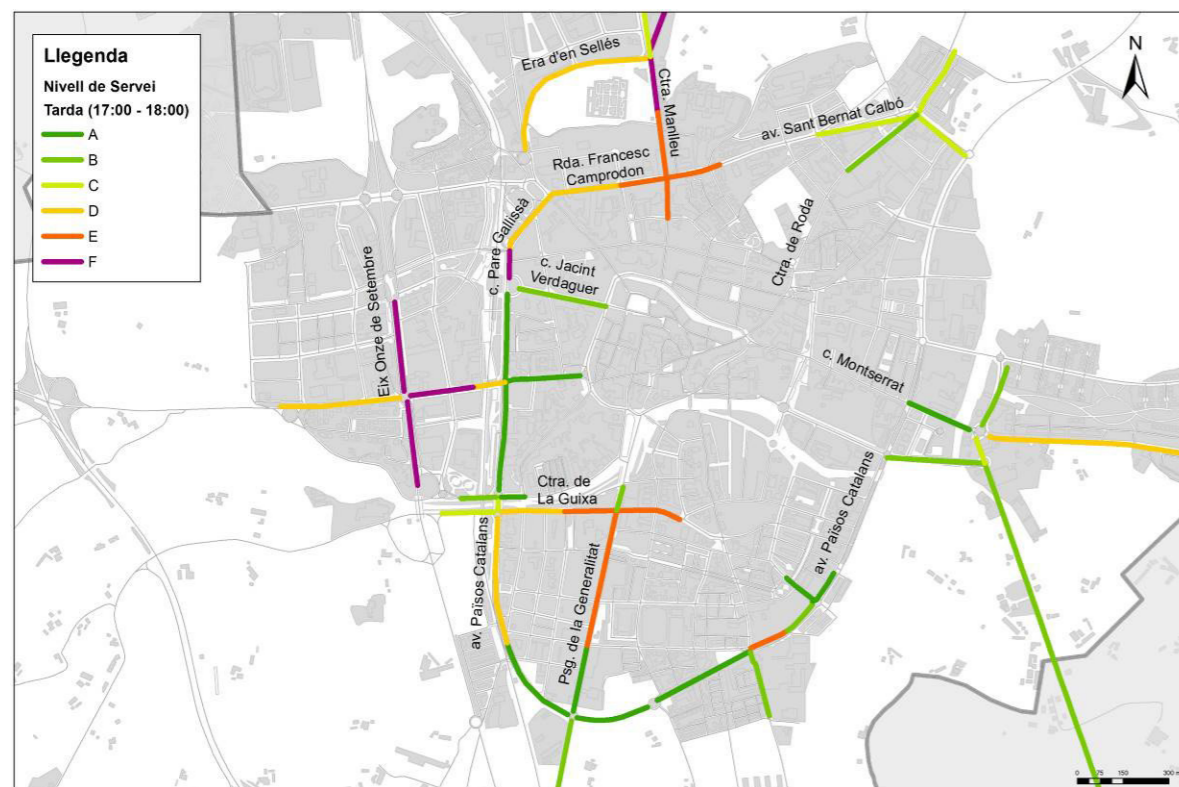 Llegenda
Nivell de Servei
Tarda (17:00 - 18:00)
A
B
C
D
E
F
N
Era d'en Sellés
Ctra. Manlleu
av. Sant Bernat Calbó
Rda. Francesc
Camprodon
c. Pare Gallissà
Ctra. de Roda
c. Jacint
Verdaguer
Eix Onze de Setembre
c. Montserrat
Ctra. de
La Guixa
av. Països Catalans
av. Països Catalans
Psg. de la Generalitat
0 75 150 300 m